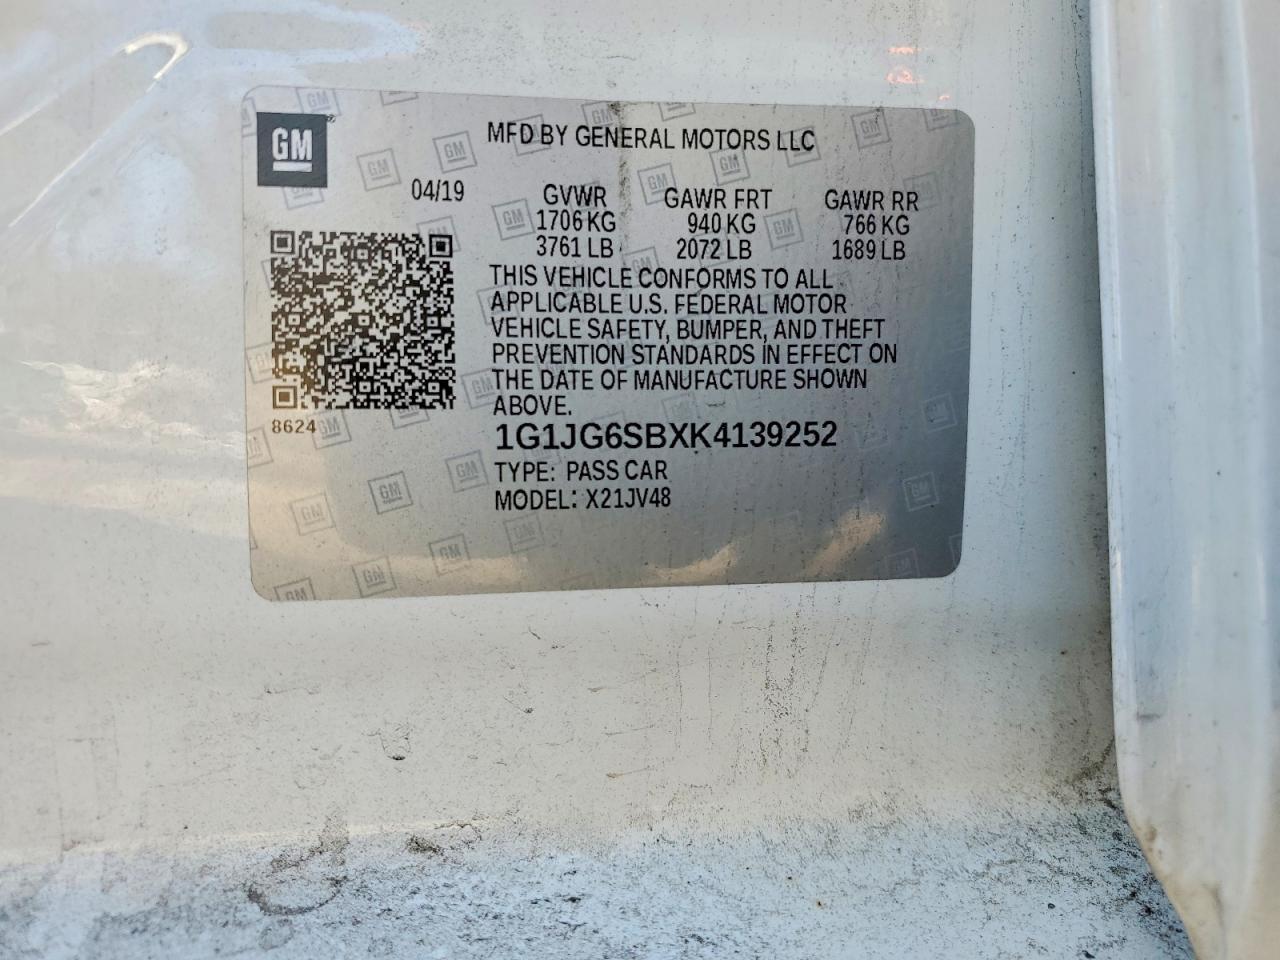 GM
MFD BY GENERAL MOTORS LLC
04/19
GVWR GAWR FRT GAWR RR
1706 KG 940 KG 766 KG
3761 LB 2072 LB 1689 LB
THIS VEHICLE CONFORMS TO ALL
APPLICABLE U.S. FEDERAL MOTOR
VEHICLE SAFETY, BUMPER, AND THEFT
PREVENTION STANDARDS IN EFFECT ON
THE DATE OF MANUFACTURE SHOWN
ABOVE.
8624
1G1JG6SBXK4139252
TYPE: PASS CAR
MODEL: X21JV48